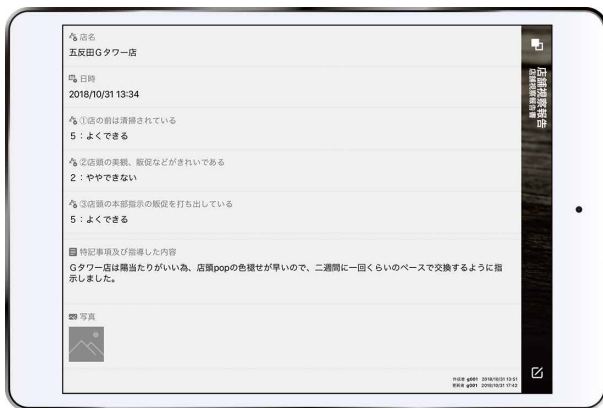 店名
五反田Gタワー店
日時
2018/10/31 13:34
①店の前は清掃されている
5：よくできる
②店頭の美観、販促などがきれいである
2：ややできない
③店頭の本部指示の販促を打ち出している
5：よくできる
特記事項及び指導した内容
Gタワー店は陽当たりがいい為、店頭popの色褪せが早いので、二週間に一回くらいのペースで交換するように指
示しました。
写真
作成者 g001 2018/10/31 13:51
更新者 g001 2018/10/31 17:42
店舗視察報告
店舗視察報告書